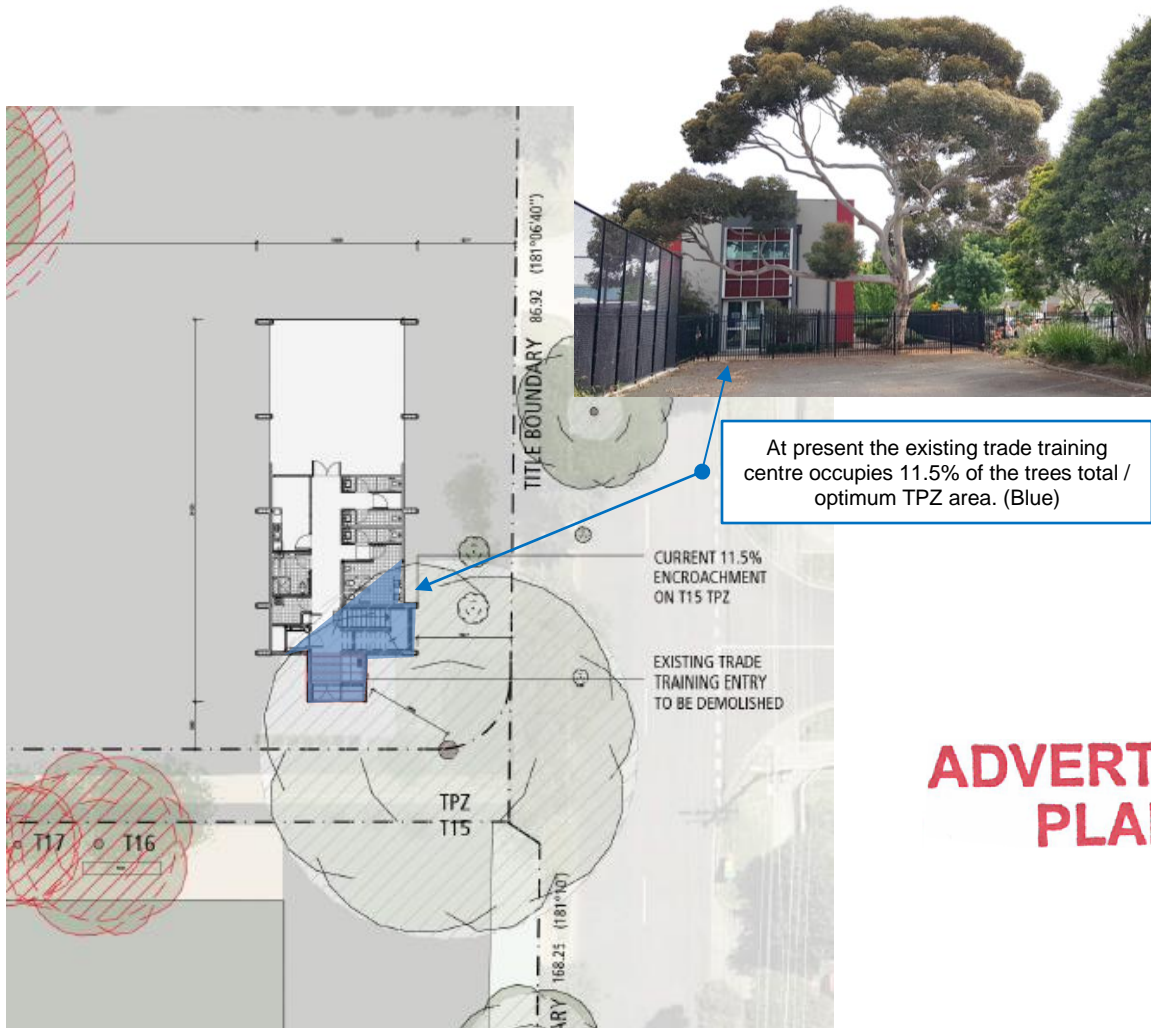 TITLE BOUNDARY 86.92 (181°06'40")
At present the existing trade training
centre occupies 11.5% of the trees total /
optimum TPZ area. (Blue)
CURRENT 11.5%
ENCROACHMENT
ON T15 TPZ
EXISTING TRADE
TRAINING ENTRY
TO BE DEMOLISHED
TPZ
T15
T17
T16
ADVERT
PLA
ARY 168.25 (181°10')